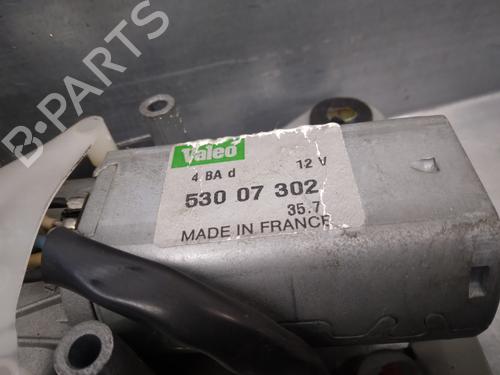 B-PARTS
Valeo
4 BA d 12 V
530 07 302
35.7
MADE IN FRANCE